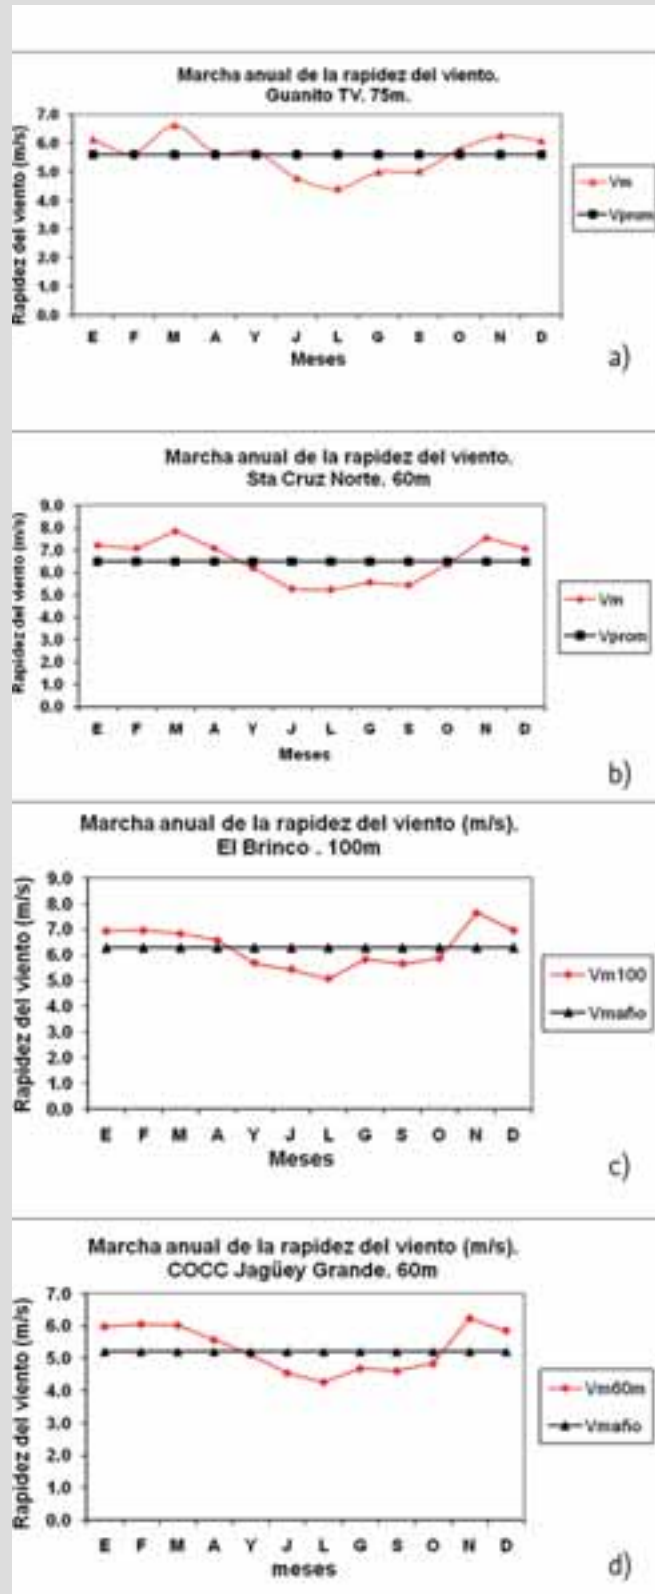 Marcha anual de la rapidez del viento.
Guanito TV. 75m.
Rapidez del viento (m/s)
7.0
6.0
5.0
4.0
3.0
2.0
1.0
0.0
E F M A Y J L G S O N D
Meses
Vm
Vprom
a)
Marcha anual de la rapidez del viento.
Sta Cruz Norte. 60m
Rapidez del viento (m/s)
9.0
8.0
7.0
6.0
5.0
4.0
3.0
2.0
1.0
0.0
E F M A Y J L G S O N D
Meses
Vm
Vprom
b)
Marcha anual de la rapidez del viento (m/s).
El Brinco . 100m
Rapidez del viento (m/s)
9.0
8.0
7.0
6.0
5.0
4.0
3.0
2.0
1.0
0.0
E F M A Y J L G S O N D
Meses
Vm100
Vmaño
c)
Marcha anual de la rapidez del viento (m/s).
COCC Jagüey Grande. 60m
Rapidez del viento (m/s)
7.0
6.0
5.0
4.0
3.0
2.0
1.0
0.0
E F M A Y J L G S O N D
meses
Vm60m
Vmaño
d)